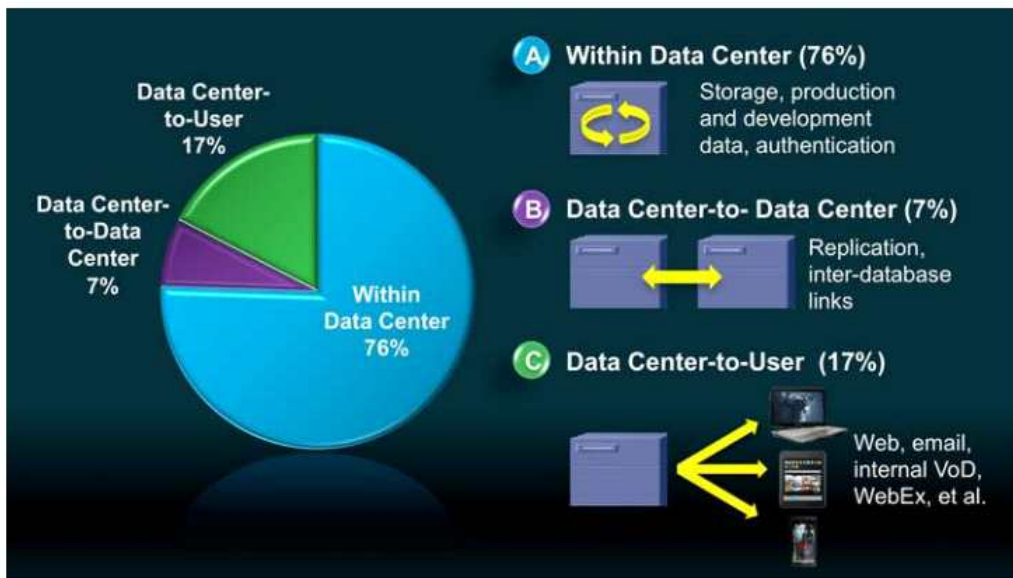 Data Center-
to-User
17%
Data Center-
to-Data
Center
7%
Within
Data Center
76%
A Within Data Center (76%)
Storage, production
and development
data, authentication
B Data Center-to- Data Center (7%)
Replication,
inter-database
links
C Data Center-to-User (17%)
Web, email,
internal VoD,
WebEx, et al.